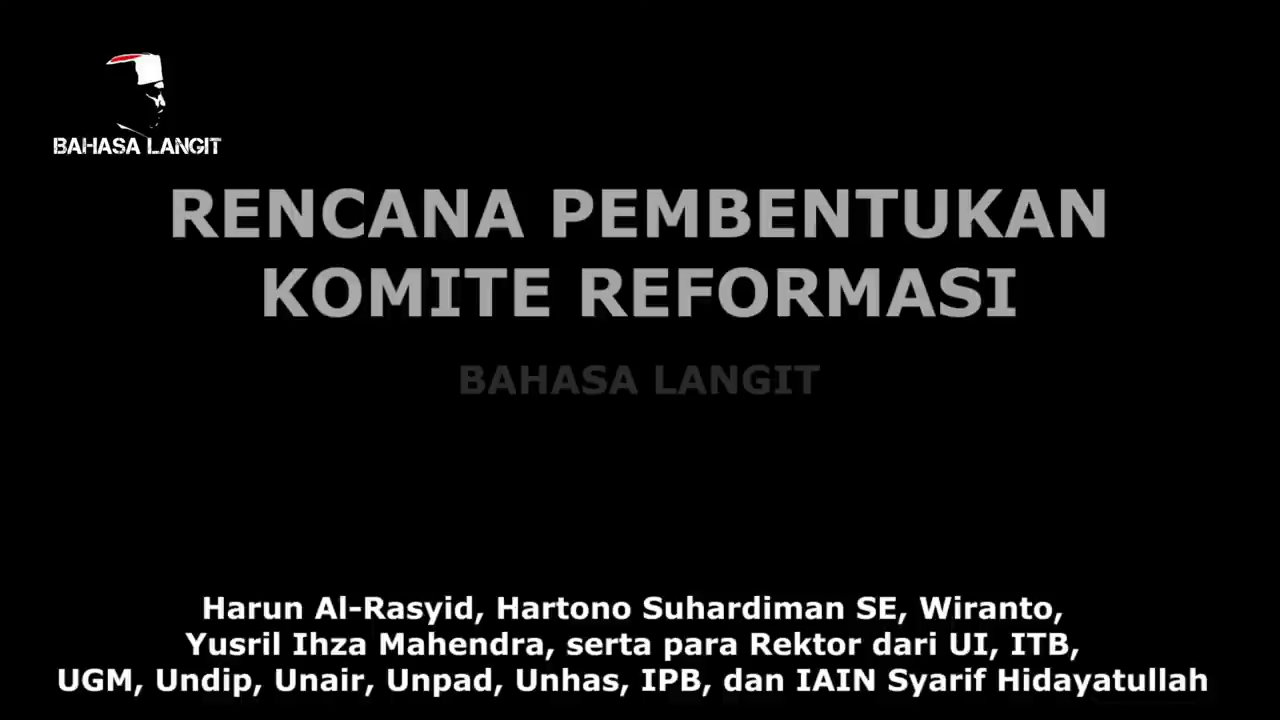 BAHASA LANGIT
RENCANA PEMBENTUKAN
KOMITE REFORMASI
BAHASA LANGIT
Harun Al-Rasyid, Hartono Suhardiman SE, Wiranto,
Yusril Ihza Mahendra, serta para Rektor dari UI, ITB,
UGM, Undip, Unair, Unpad, Unhas, IPB, dan IAIN Syarif Hidayatullah